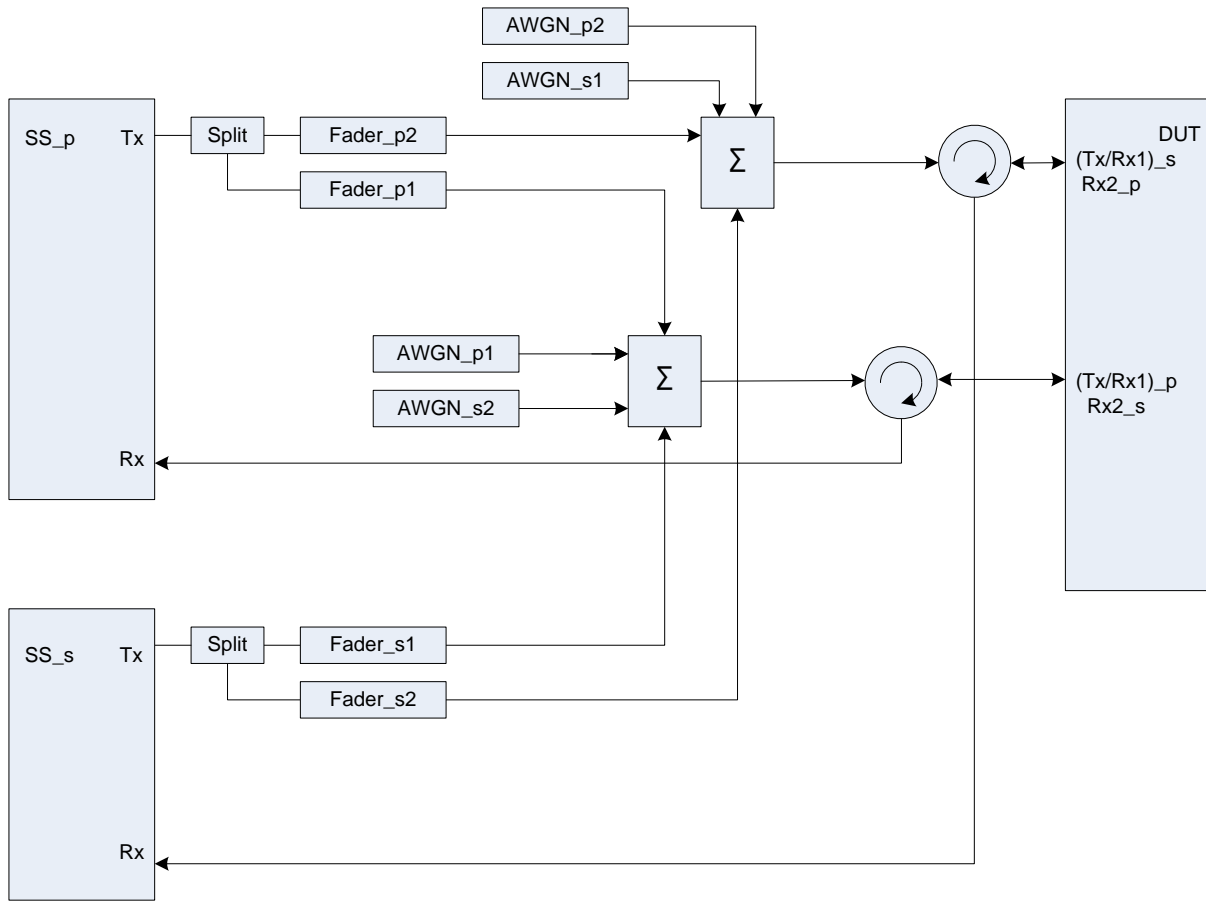 AWGN_p2
AWGN_s1
SS_p
Tx
Split
Fader_p2
Fader_p1
Σ
DUT
(Tx/Rx1)_s
Rx2_p
AWGN_p1
AWGN_s2
Σ
(Tx/Rx1)_p
Rx2_s
Rx
SS_s
Tx
Split
Fader_s1
Fader_s2
Rx